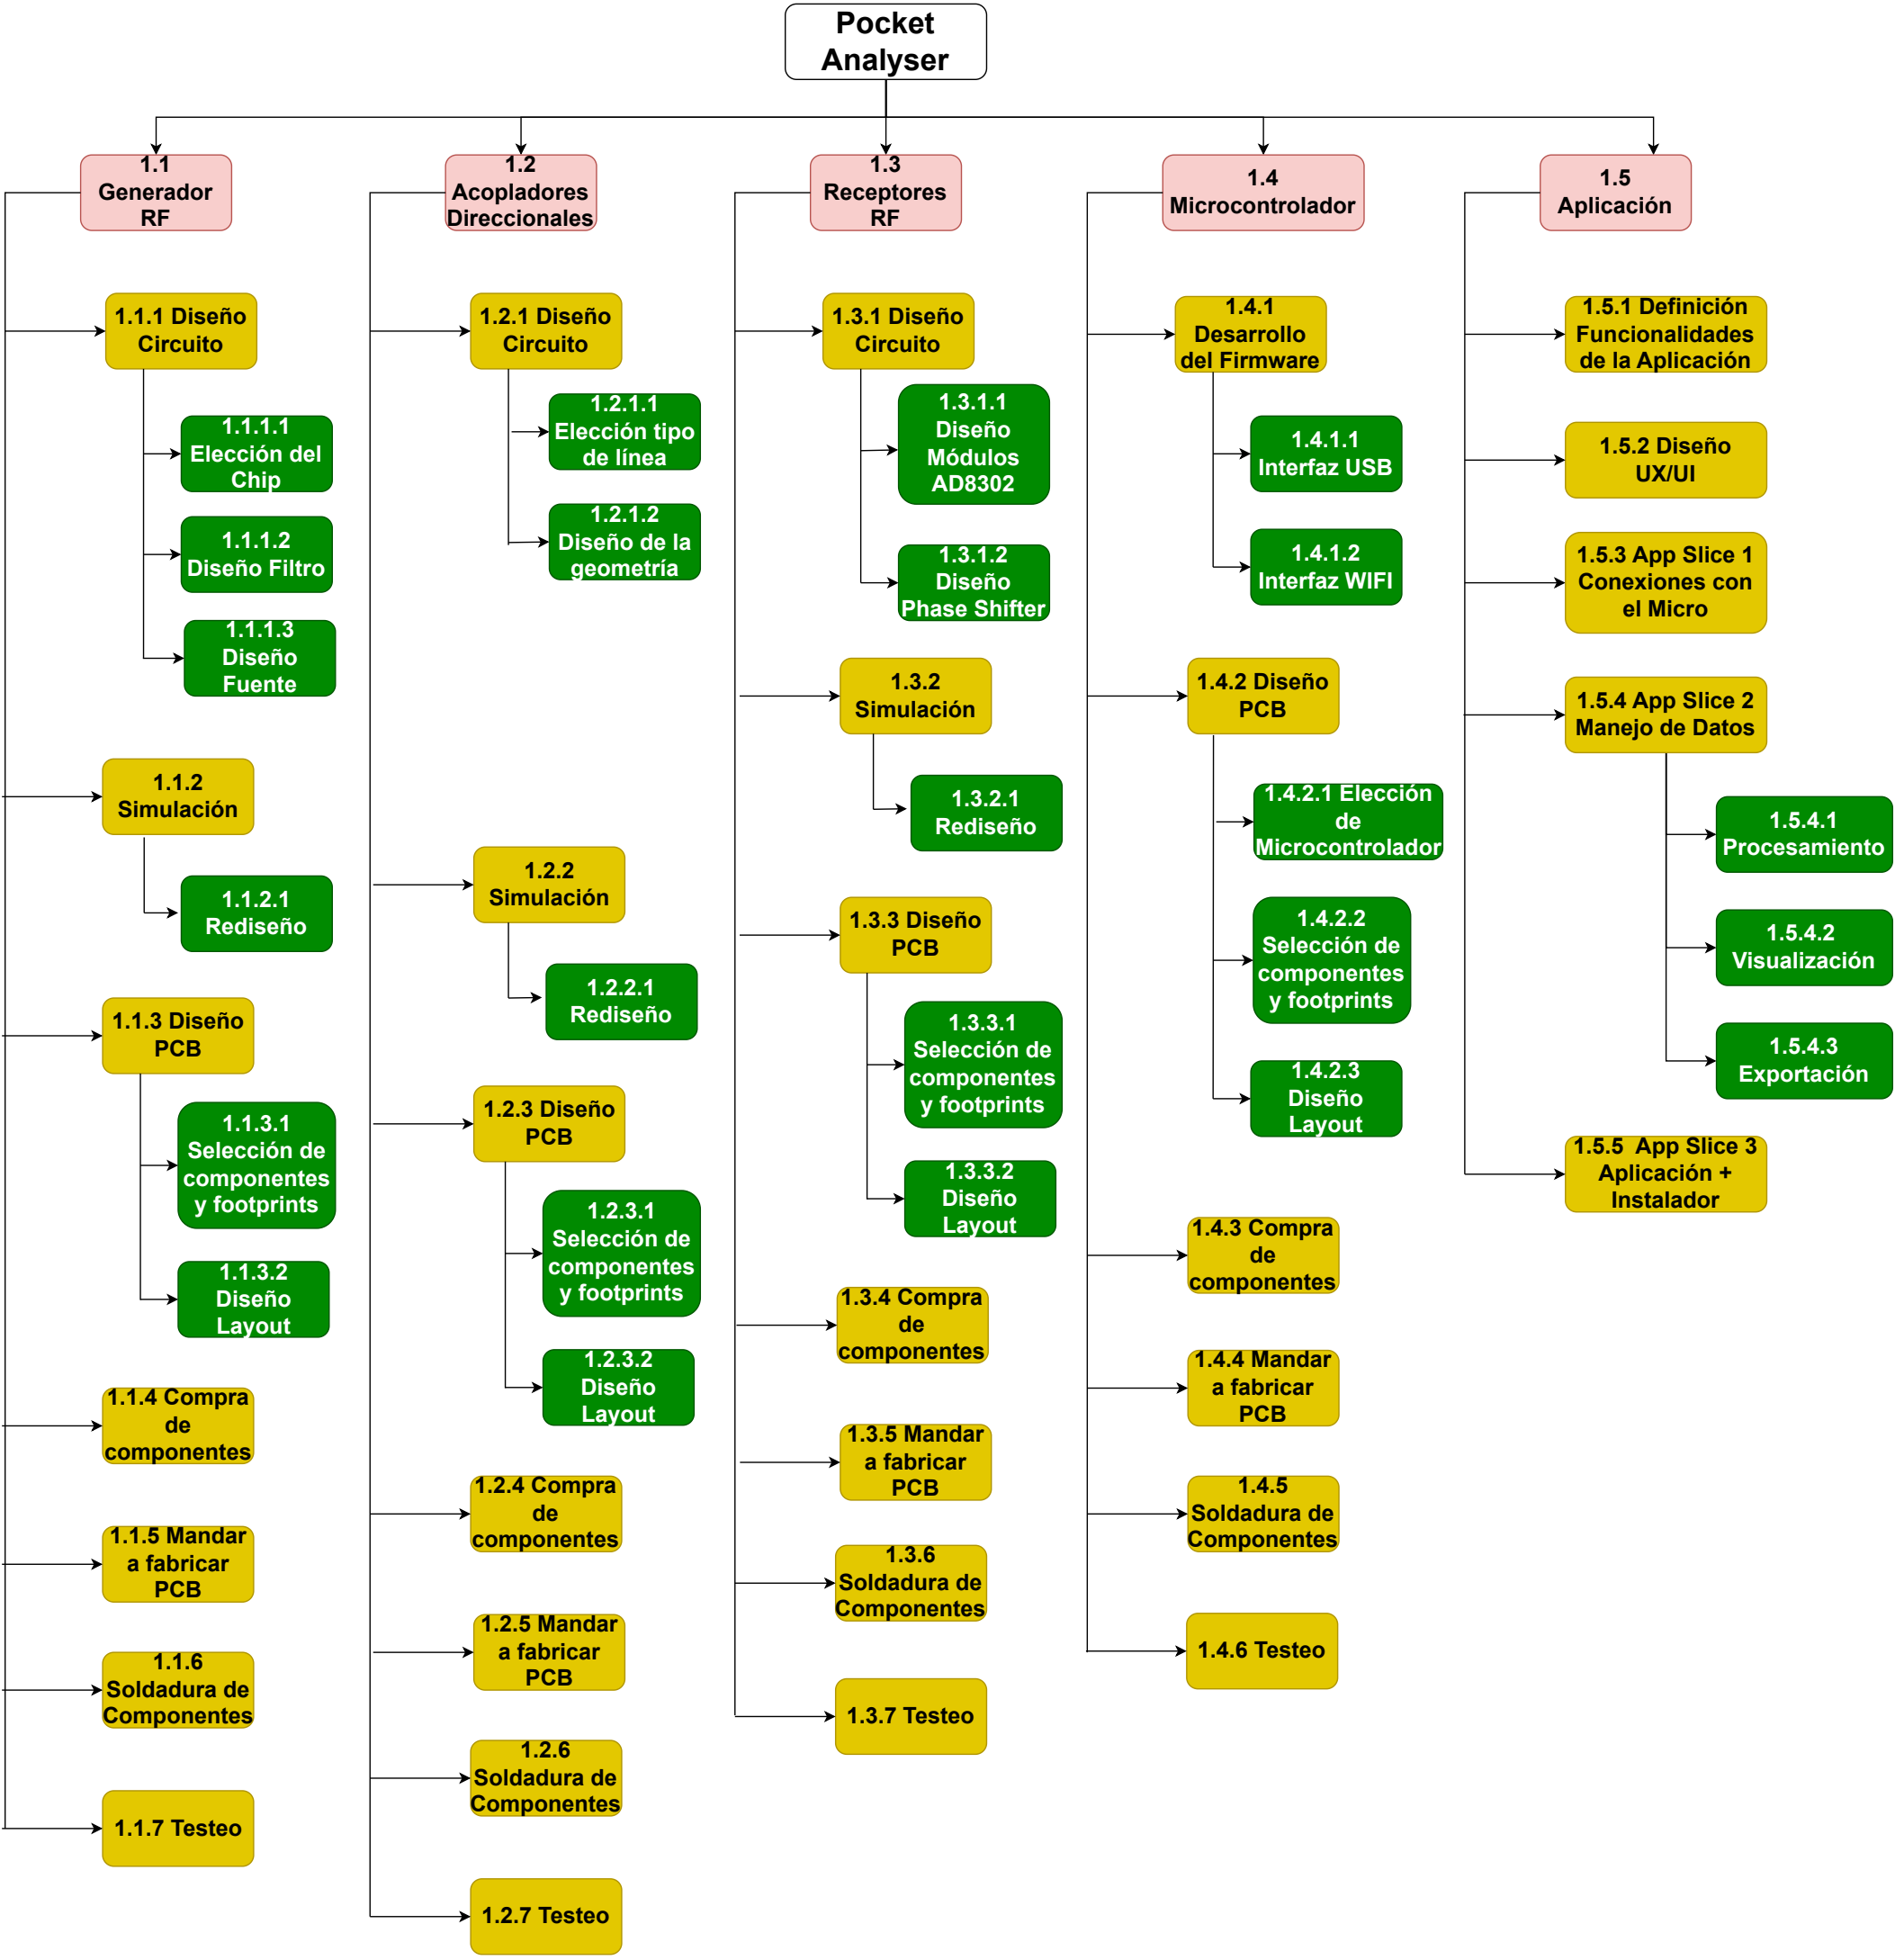 Pocket
Analyser
1.1
Generador
RF
1.2
Acopladores
Direccionales
1.3
Receptores
RF
1.4
Microcontrolador
1.5
Aplicación
1.1.1 Diseño
Circuito
1.1.1.1
Elección del
Chip
1.1.1.2
Diseño Filtro
1.1.1.3
Diseño
Fuente
1.1.2
Simulación
1.1.2.1
Rediseño
1.1.3 Diseño
PCB
1.1.3.1
Selección de
componentes
y footprints
1.1.3.2
Diseño
Layout
1.1.4 Compra
de
componentes
1.1.5 Mandar
a fabricar
PCB
1.1.6
Soldadura de
Componentes
1.1.7 Testeo
1.2.1 Diseño
Circuito
1.2.1.1
Elección tipo
de línea
1.2.1.2
Diseño de la
geometría
1.2.2
Simulación
1.2.2.1
Rediseño
1.2.3 Diseño
PCB
1.2.3.1
Selección de
componentes
y footprints
1.2.3.2
Diseño
Layout
1.2.4 Compra
de
componentes
1.2.5 Mandar
a fabricar
PCB
1.2.6
Soldadura de
Componentes
1.2.7 Testeo
1.3.1 Diseño
Circuito
1.3.1.1
Diseño
Módulos
AD8302
1.3.1.2
Diseño
Phase Shifter
1.3.2
Simulación
1.3.2.1
Rediseño
1.3.3 Diseño
PCB
1.3.3.1
Selección de
componentes
y footprints
1.3.3.2
Diseño
Layout
1.3.4 Compra
de
componentes
1.3.5 Mandar
a fabricar
PCB
1.3.6
Soldadura de
Componentes
1.3.7 Testeo
1.4.1
Desarrollo
del Firmware
1.4.1.1
Interfaz USB
1.4.1.2
Interfaz WIFI
1.4.2 Diseño
PCB
1.4.2.1 Elección
de
Microcontrolador
1.4.2.2
Selección de
componentes
y footprints
1.4.2.3
Diseño
Layout
1.4.3 Compra
de
componentes
1.4.4 Mandar
a fabricar
PCB
1.4.5
Soldadura de
Componentes
1.4.6 Testeo
1.5.1 Definición
Funcionalidades
de la Aplicación
1.5.2 Diseño
UX/UI
1.5.3 App Slice 1
Conexiones con
el Micro
1.5.4 App Slice 2
Manejo de Datos
1.5.4.1
Procesamiento
1.5.4.2
Visualización
1.5.4.3
Exportación
1.5.5 App Slice 3
Aplicación +
Instalador